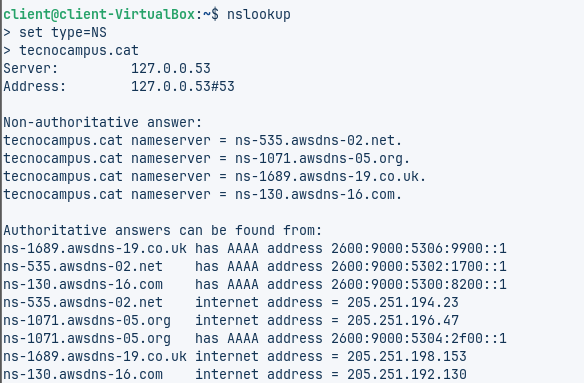 client@client-VirtualBox:~$ nslookup
> set type=NS
> tecnocampus.cat
Server:         127.0.0.53
Address:        127.0.0.53#53

Non-authoritative answer:
tecnocampus.cat nameserver = ns-535.awsdns-02.net.
tecnocampus.cat nameserver = ns-1071.awsdns-05.org.
tecnocampus.cat nameserver = ns-1689.awsdns-19.co.uk.
tecnocampus.cat nameserver = ns-130.awsdns-16.com.

Authoritative answers can be found from:
ns-1689.awsdns-19.co.uk has AAAA address 2600:9000:5306:9900::1
ns-535.awsdns-02.net    has AAAA address 2600:9000:5302:1700::1
ns-130.awsdns-16.com    has AAAA address 2600:9000:5300:8200::1
ns-535.awsdns-02.net    internet address = 205.251.194.23
ns-1071.awsdns-05.org   internet address = 205.251.196.47
ns-1071.awsdns-05.org   has AAAA address 2600:9000:5304:2f00::1
ns-1689.awsdns-19.co.uk internet address = 205.251.198.153
ns-130.awsdns-16.com    internet address = 205.251.192.130